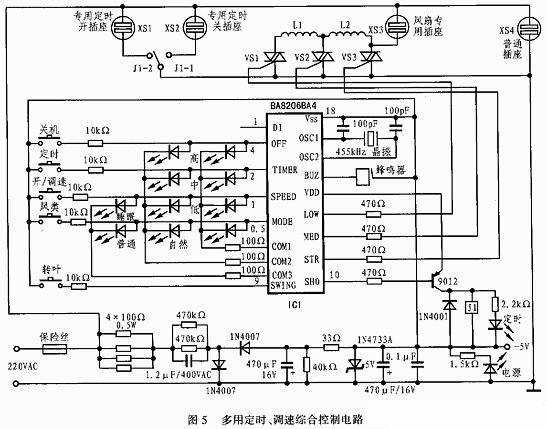 专用定时
开插座
XS1
专用定时
关插座
XS2
J1-2
J1-1
L1
L2
XS3
风扇专
用插座
XS4
普通
插座
VS1
VS2
VS3
BA8206BA4
关机
10kΩ
定时
10kΩ
开/调速
10kΩ
风类
10kΩ
转叶
10kΩ
高
中
低
睡眠
普通
自然
4
2
1
0.5
100Ω
100Ω
100Ω
1
DI
OFF
TIMER
SPEED
MODE
COM1
COM2
COM3
SWING
9
Vss
18
OSC1
OSC2
BUZ
VDD
LOW
MED
STR
SHO
10
IC1
100pF
100pF
455kHz
晶振
蜂鸣器
470Ω
470Ω
470Ω
470Ω
9012
1N4001
J1
2.2kΩ
定时
-5V
1.5kΩ
电源
保险丝
220VAC
4×100Ω
0.5W
470kΩ
470kΩ
1.2μF/400VAC
1N4007
1N4007
470μF
16V
40kΩ
33Ω
1N4733A
5V
0.1μF
470μF/16V
图5 多用定时、调速综合控制电路